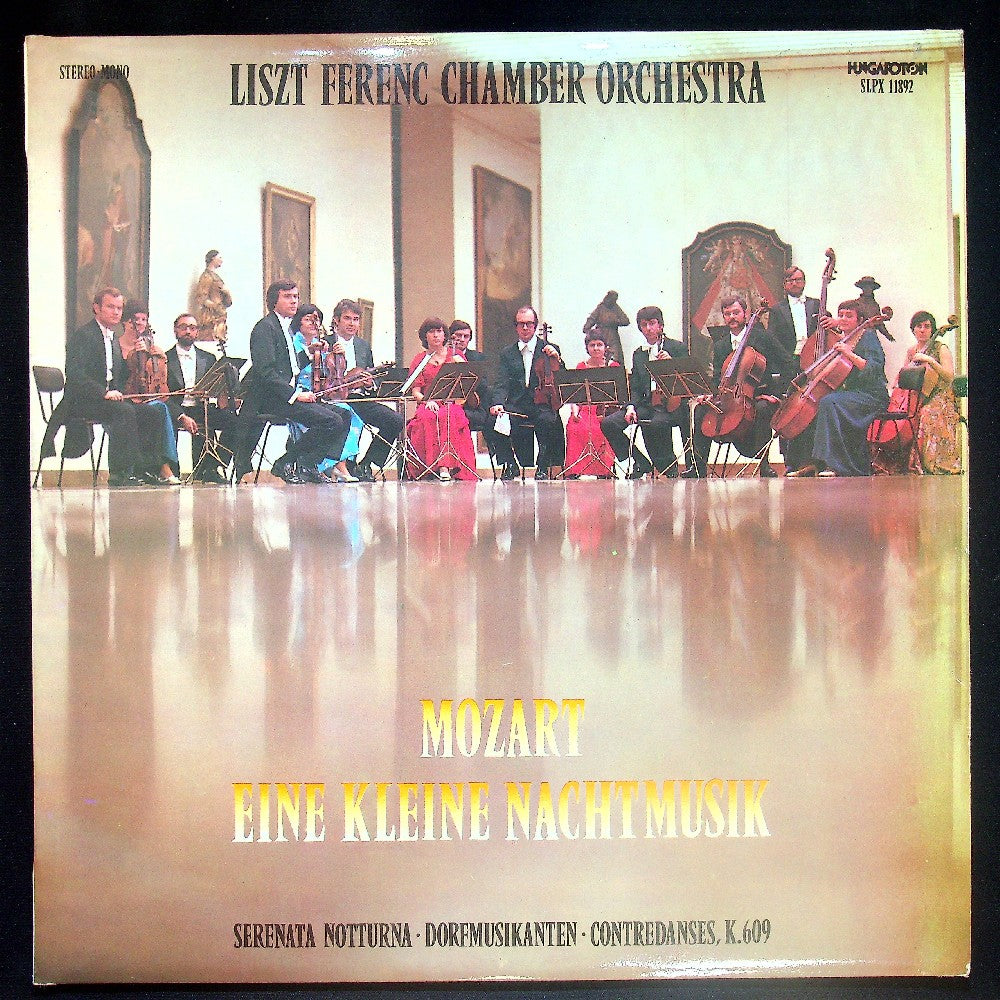 STEREO-MONO
LISZT FERENC CHAMBER ORCHESTRA
HUNGAROTON
SLPX 11892
MOZART
EINE KLEINE NACHTMUSIK
SERENATA NOTTURNA · DORFMUSIKANTEN · CONTREDANSES, K.609